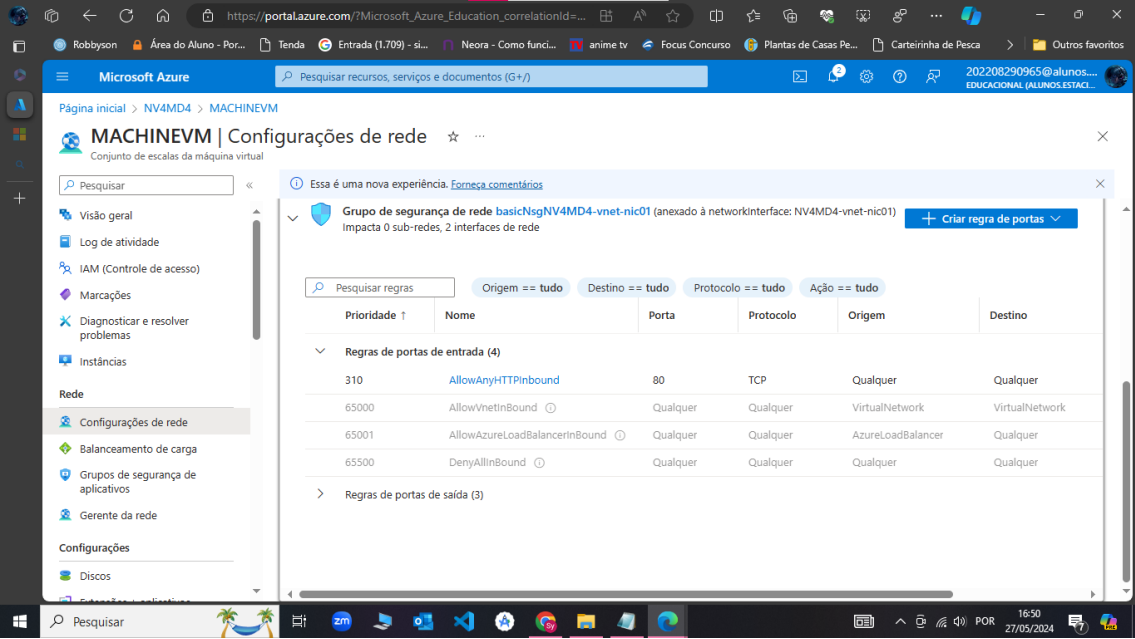 https://portal.azure.com/?Microsoft_Azure_Education_correlationId=...
Robbyson
Área do Aluno - Por...
Tenda
Entrada (1.709) - si...
Neora - Como funci...
anime tv
Focus Concurso
Plantas de Casas Pe...
Carteirinha de Pesca
Outros favoritos
Microsoft Azure
Pesquisar recursos, serviços e documentos (G+/)
2
202208290965@alunos....
EDUCACIONAL (ALUNOS.ESTACI...
Página inicial > NV4MD4 > MACHINEVM
MACHINEVM | Configurações de rede
Conjunto de escalas da máquina virtual
Pesquisar
Visão geral
Log de atividade
IAM (Controle de acesso)
Marcações
Diagnosticar e resolver
problemas
Instâncias
Rede
Configurações de rede
Balanceamento de carga
Grupos de segurança de
aplicativos
Gerente da rede
Configurações
Discos
Essa é uma nova experiência. Forneça comentários
Grupo de segurança de rede basicNsgNV4MD4-vnet-nic01 (anexado à networkInterface: NV4MD4-vnet-nic01)
Impacta 0 sub-redes, 2 interfaces de rede
Criar regra de portas
Pesquisar regras
Origem == tudo
Destino == tudo
Protocolo == tudo
Ação == tudo
Prioridade ↑ Nome Porta Protocolo Origem Destino
Regras de portas de entrada (4)
310 AllowAnyHTTPInbound 80 TCP Qualquer Qualquer
65000 AllowVnetInBound Qualquer Qualquer VirtualNetwork VirtualNetwork
65001 AllowAzureLoadBalancerInBound Qualquer Qualquer AzureLoadBalancer Qualquer
65500 DenyAllInBound Qualquer Qualquer Qualquer Qualquer
Regras de portas de saída (3)
Pesquisar
zm
POR
16:50
27/05/2024
7
PRE